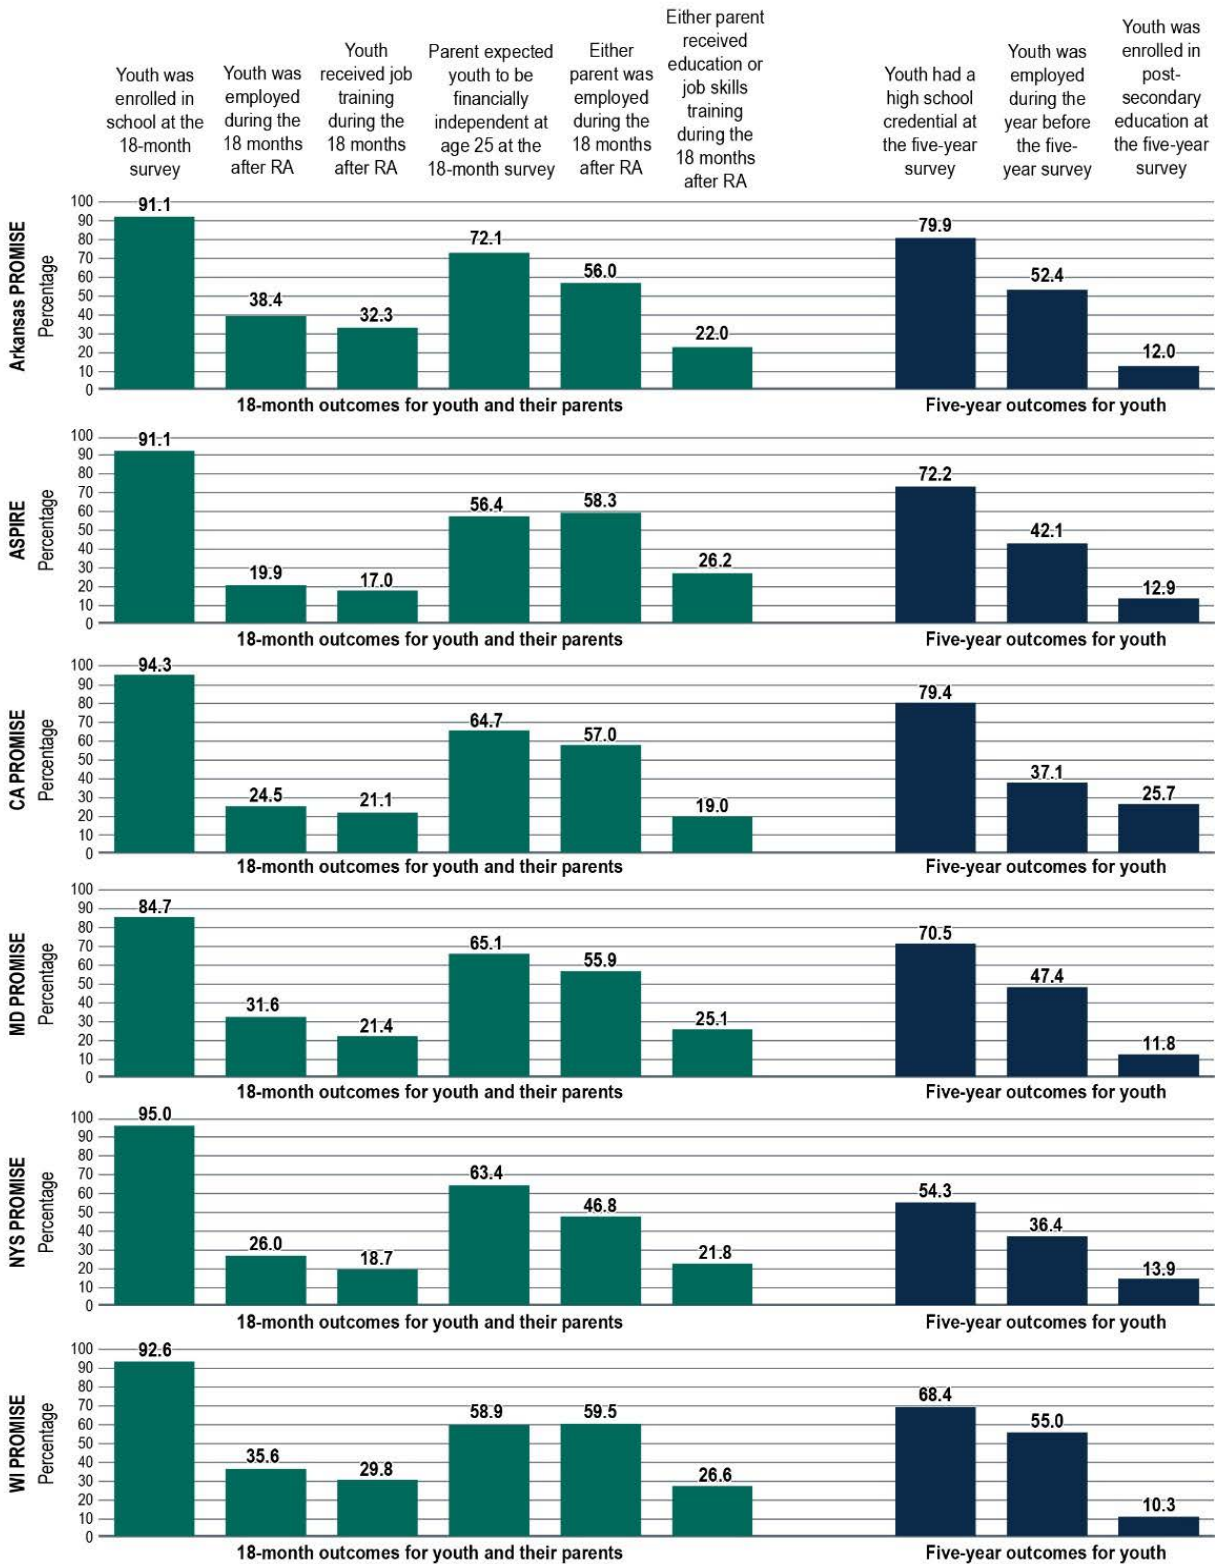 Youth was
enrolled in
school at the
18-month
survey
Youth was
employed
during the
18 months
after RA
Youth
received job
training
during the
18 months
after RA
Parent expected
youth to be
financially
independent at
age 25 at the
18-month survey
Either
parent was
employed
during the
18 months
after RA
Either parent
received
education or
job skills
training
during the
18 months
after RA
Youth had a
high school
credential at
the five-year
survey
Youth was
employed
during the
year before
the five-
year survey
Youth was
enrolled in
post-
secondary
education at
the five-year
survey
Arkansas PROMISE
Percentage
100
90
80
70
60
50
40
30
20
10
0
91.1
38.4
32.3
72.1
56.0
22.0
79.9
52.4
12.0
18-month outcomes for youth and their parents
Five-year outcomes for youth
ASPIRE
Percentage
100
90
80
70
60
50
40
30
20
10
0
91.1
19.9
17.0
56.4
58.3
26.2
72.2
42.1
12.9
18-month outcomes for youth and their parents
Five-year outcomes for youth
CA PROMISE
Percentage
100
90
80
70
60
50
40
30
20
10
0
94.3
24.5
21.1
64.7
57.0
19.0
79.4
37.1
25.7
18-month outcomes for youth and their parents
Five-year outcomes for youth
MD PROMISE
Percentage
100
90
80
70
60
50
40
30
20
10
0
84.7
31.6
21.4
65.1
55.9
25.1
70.5
47.4
11.8
18-month outcomes for youth and their parents
Five-year outcomes for youth
NYS PROMISE
Percentage
100
90
80
70
60
50
40
30
20
10
0
95.0
26.0
18.7
63.4
46.8
21.8
54.3
36.4
13.9
18-month outcomes for youth and their parents
Five-year outcomes for youth
WI PROMISE
Percentage
100
90
80
70
60
50
40
30
20
10
0
92.6
35.6
29.8
58.9
59.5
26.6
68.4
55.0
10.3
18-month outcomes for youth and their parents
Five-year outcomes for youth